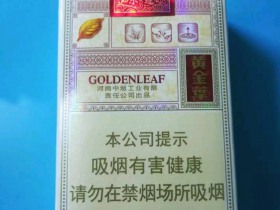 GOLDENLEAF
河南中烟工业有限
责任公司出品
黄金叶
本公司提示
吸烟有害健康
请勿在禁烟场所吸烟